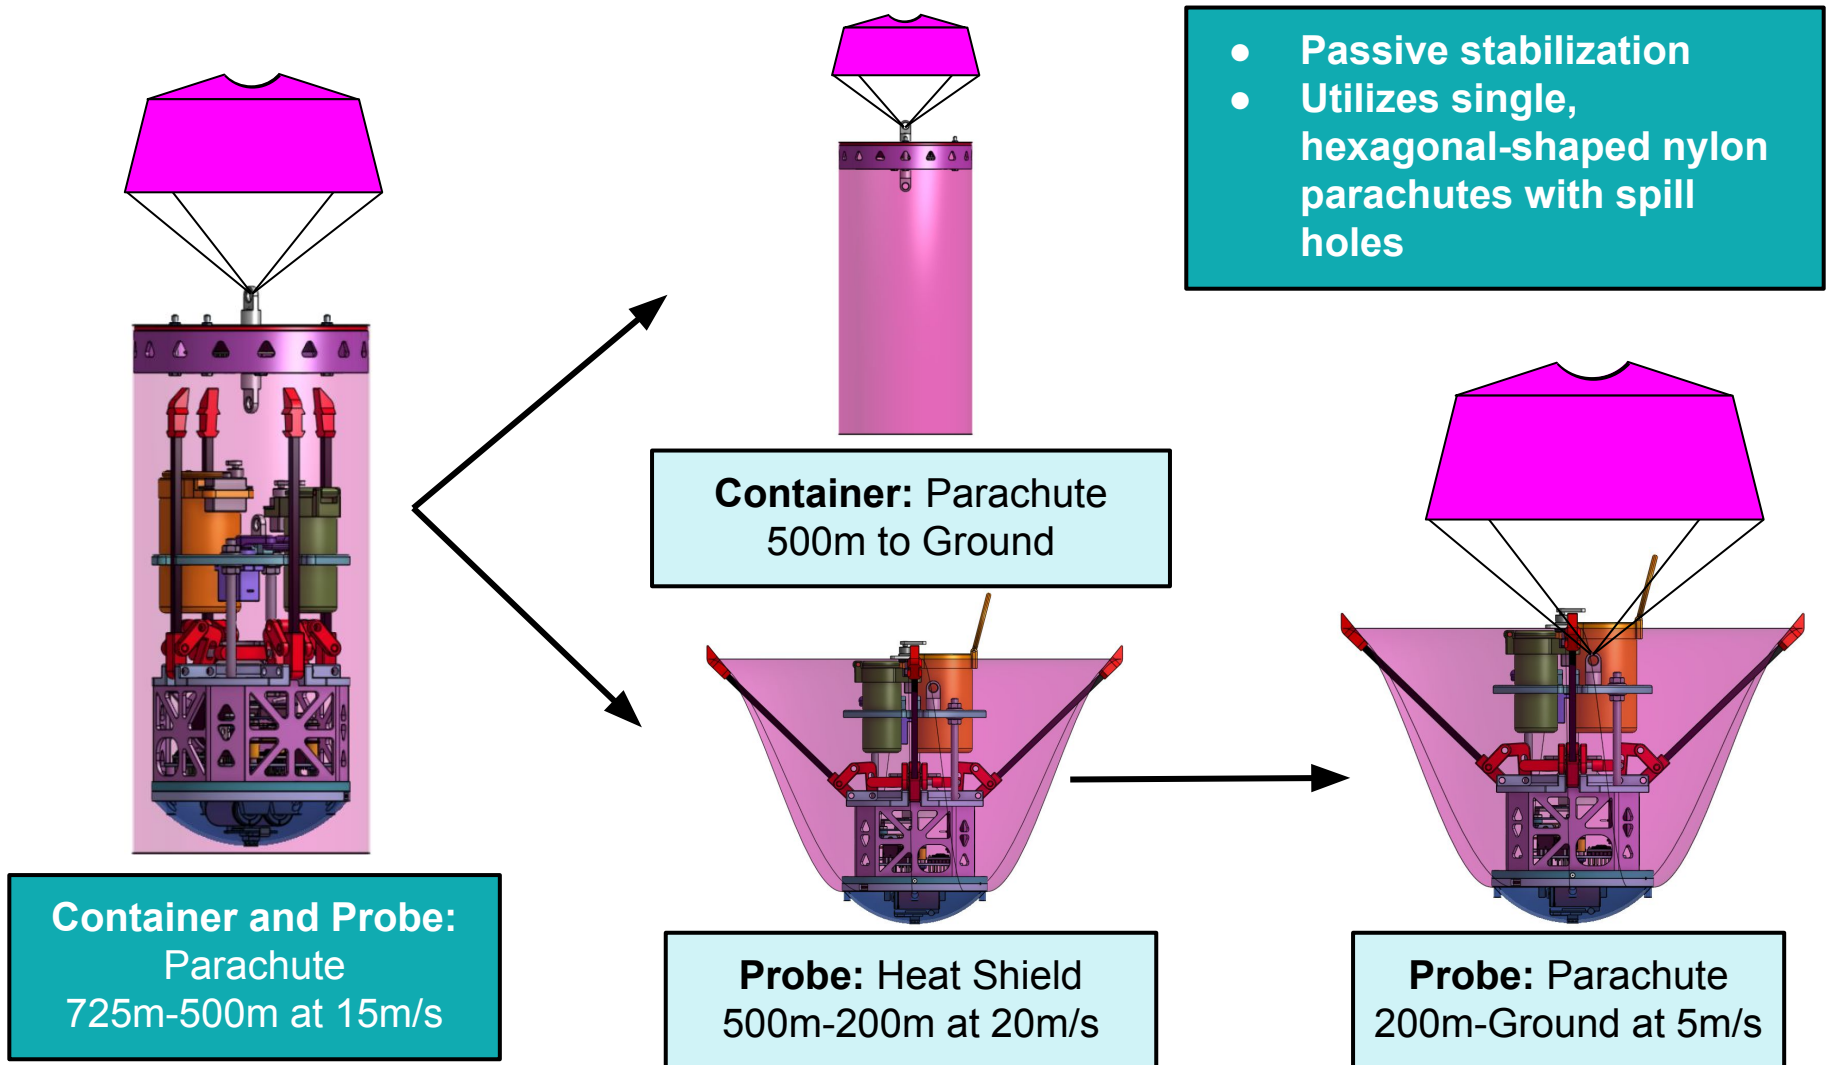 ● Passive stabilization
● Utilizes single,
hexagonal-shaped nylon
parachutes with spill
holes
Container: Parachute
500m to Ground
Container and Probe:
Parachute
725m-500m at 15m/s
Probe: Heat Shield
500m-200m at 20m/s
Probe: Parachute
200m-Ground at 5m/s